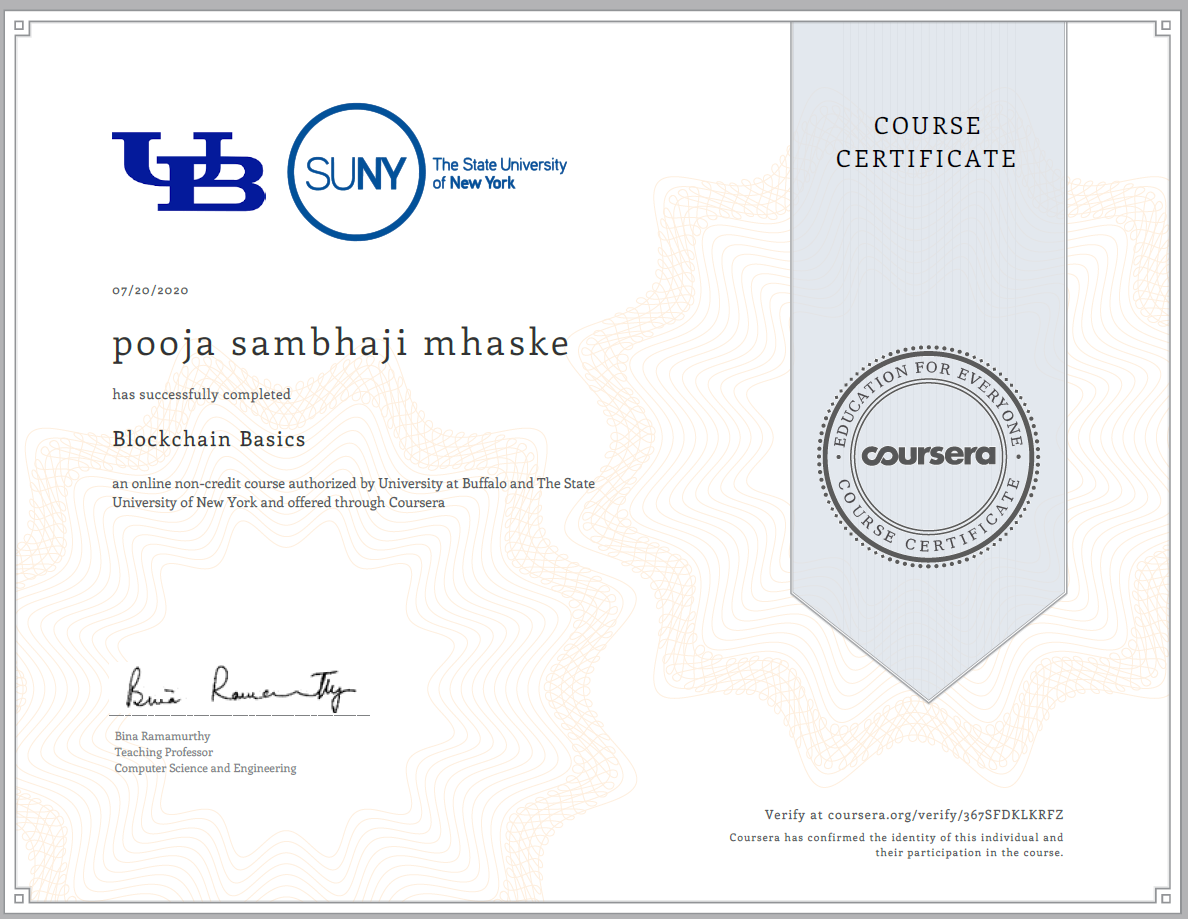 UB
SUNY
The State University
of New York
COURSE
CERTIFICATE
07/20/2020
pooja sambhaji mhaske
has successfully completed
Blockchain Basics
an online non-credit course authorized by University at Buffalo and The State
University of New York and offered through Coursera
EDUCATION FOR EVERYONE
coursera
COURSE CERTIFICATE
Bina Ramamurthy
Bina Ramamurthy
Teaching Professor
Computer Science and Engineering
Verify at coursera.org/verify/367SFDKLKRFZ
Coursera has confirmed the identity of this individual and
their participation in the course.